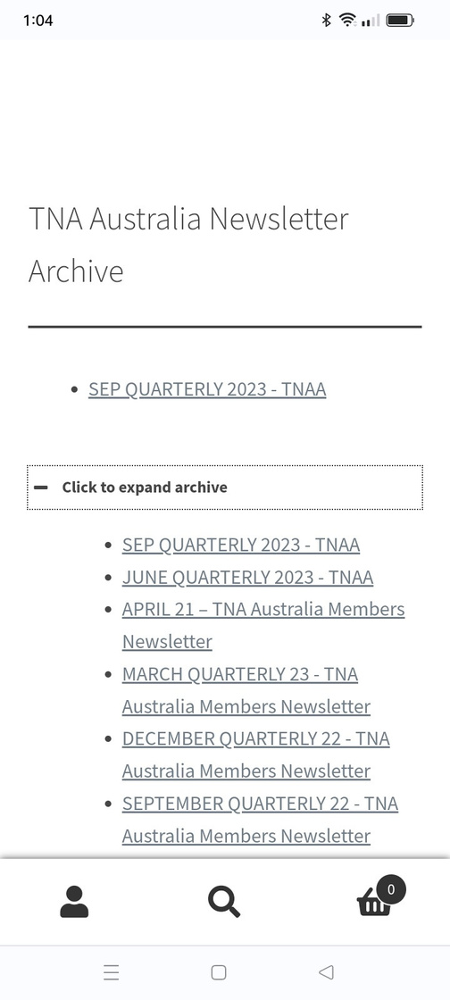 1:04
TNA Australia Newsletter
Archive
SEP QUARTERLY 2023 - TNAA
Click to expand archive
SEP QUARTERLY 2023 - TNAA
JUNE QUARTERLY 2023 - TNAA
APRIL 21 – TNA Australia Members
Newsletter
MARCH QUARTERLY 23 - TNA
Australia Members Newsletter
DECEMBER QUARTERLY 22 - TNA
Australia Members Newsletter
SEPTEMBER QUARTERLY 22 - TNA
Australia Members Newsletter
0